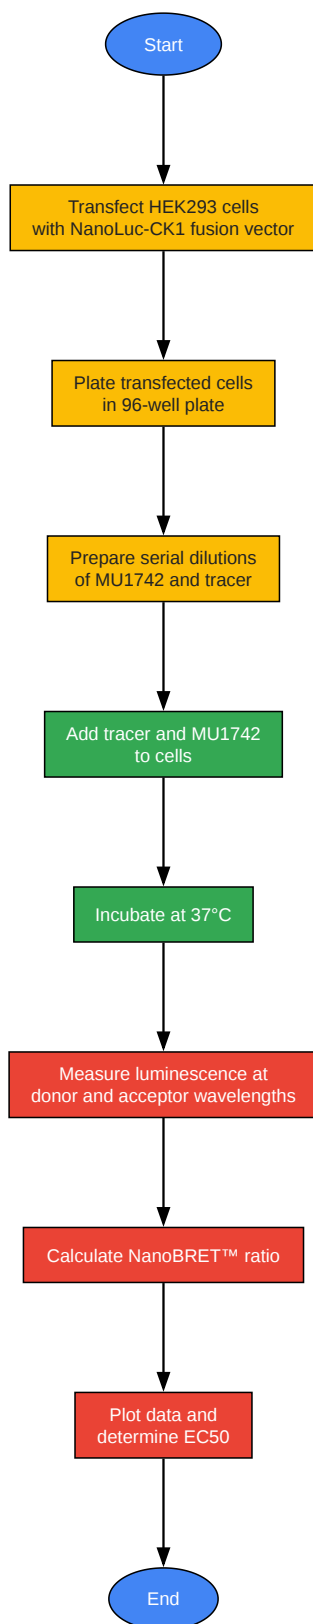 Start
Transfect HEK293 cells
with NanoLuc-CK1 fusion vector
Plate transfected cells
in 96-well plate
Prepare serial dilutions
of MU1742 and tracer
Add tracer and MU1742
to cells
Incubate at 37°C
Measure luminescence at
donor and acceptor wavelengths
Calculate NanoBRET™ ratio
Plot data and
determine EC50
End